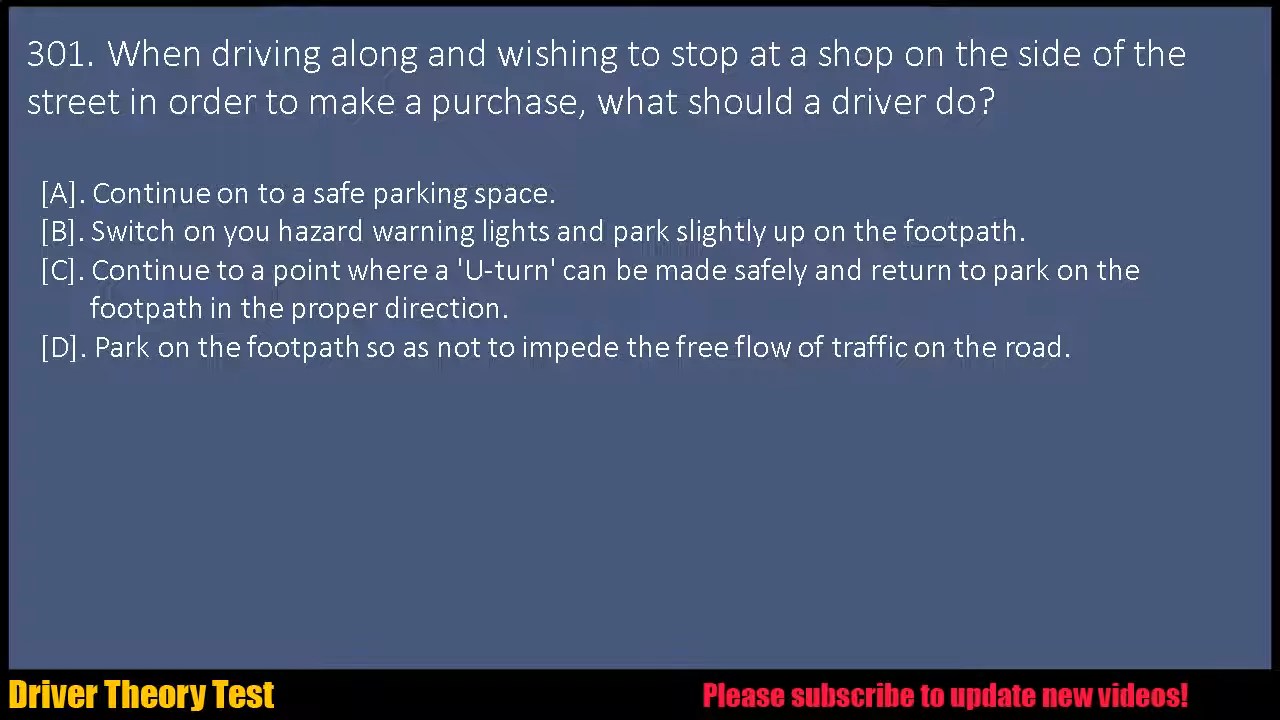 301. When driving along and wishing to stop at a shop on the side of the
street in order to make a purchase, what should a driver do?
[A]. Continue on to a safe parking space.
[B]. Switch on you hazard warning lights and park slightly up on the footpath.
[C]. Continue to a point where a 'U-turn' can be made safely and return to park on the
footpath in the proper direction.
[D]. Park on the footpath so as not to impede the free flow of traffic on the road.
Driver Theory Test
Please subscribe to update new videos!